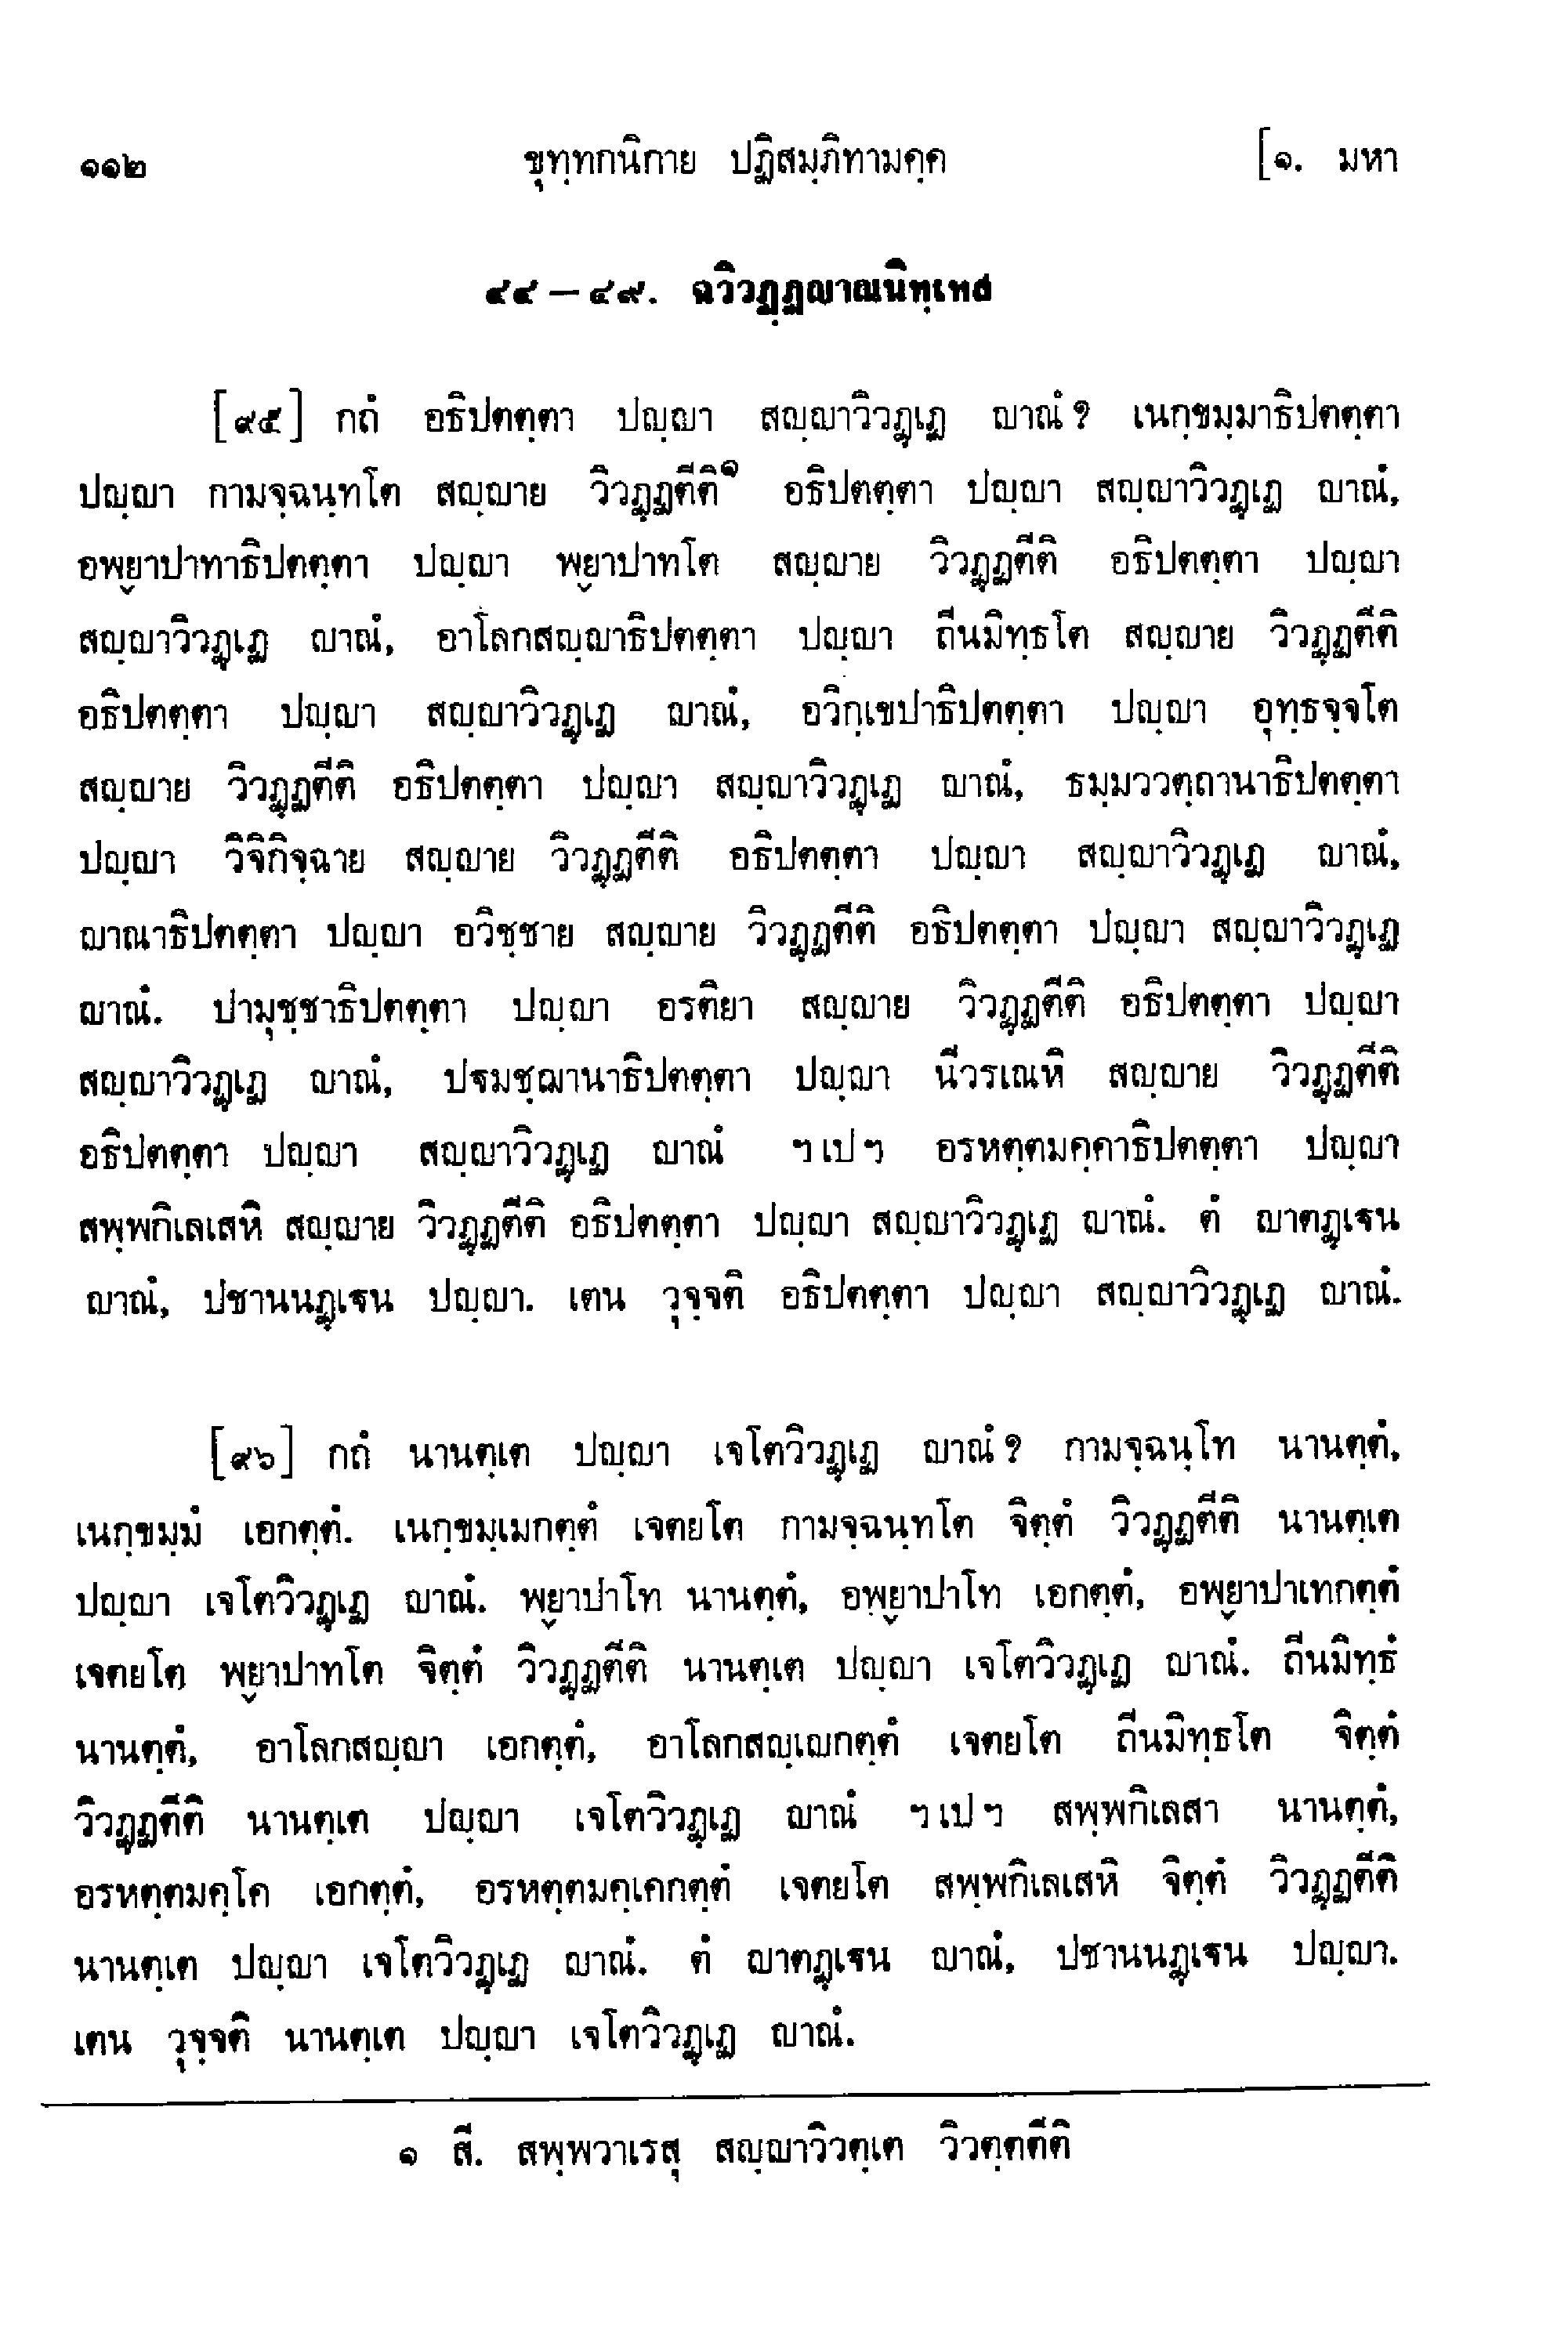 ๑๑๒ ขุทฺทกนิกาย ปฏิสมฺภิทามคฺค [๑. มหา
๔๔ – ๔๙. ฉวิวฏฺฏญาณนิทฺเทส
[๙๕] กถํ อธิปตตฺตา ปญฺญา สญฺญาวิวฏฺเฏ ญาณํ ? เนกฺขมฺมาธิปตตฺตา
ปญฺญา กามจฺฉนฺทโต สญฺญาย วิวฏฺฏตีติ๑ อธิปตตฺตา ปญฺญา สญฺญาวิวฏฺเฏ ญาณํ,
อพฺยาปาทาธิปตตฺตา ปญฺญา พฺยาปาทโต สญฺญาย วิวฏฺฏตีติ อธิปตตฺตา ปญฺญา
สญฺญาวิวฏฺเฏ ญาณํ, อาโลกสญฺญาธิปตตฺตา ปญฺญา ถีนมิทฺธโต สญฺญาย วิวฏฺฏตีติ
อธิปตตฺตา ปญฺญา สญฺญาวิวฏฺเฏ ญาณํ, อวิกฺเขปาธิปตตฺตา ปญฺญา อุทฺธจฺจโต
สญฺญาย วิวฏฺฏตีติ อธิปตตฺตา ปญฺญา สญฺญาวิวฏฺเฏ ญาณํ, ธมฺมววตฺถานาธิปตตฺตา
ปญฺญา วิจิกิจฺฉาย สญฺญาย วิวฏฺฏตีติ อธิปตตฺตา ปญฺญา สญฺญาวิวฏฺเฏ ญาณํ,
ญาณาธิปตตฺตา ปญฺญา อวิชฺชาย สญฺญาย วิวฏฺฏตีติ อธิปตตฺตา ปญฺญา สญฺญาวิวฏฺเฏ
ญาณํ. ปามุชฺชาธิปตตฺตา ปญฺญา อรติยา สญฺญาย วิวฏฺฏตีติ อธิปตตฺตา ปญฺญา
สญฺญาวิวฏฺเฏ ญาณํ, ปฐมชฺฌานาธิปตตฺตา ปญฺญา นีวรเณหิ สญฺญาย วิวฏฺฏตีติ
อธิปตตฺตา ปญฺญา สญฺญาวิวฏฺเฏ ญาณํ ฯ เป ฯ อรหตฺตมคฺคาธิปตตฺตา ปญฺญา
สพฺพกิเลเสหิ สญฺญาย วิวฏฺฏตีติ อธิปตตฺตา ปญฺญา สญฺญาวิวฏฺเฏ ญาณํ. ตํ ญาตฏฺเฐน
ญาณํ, ปชานนฏฺเฐน ปญฺญา. เตน วุจฺจติ อธิปตตฺตา ปญฺญา สญฺญาวิวฏฺเฏ ญาณํ.
[๙๖] กถํ นานตฺเต ปญฺญา เจโตวิวฏฺเฏ ญาณํ ? กามจฺฉนฺโท นานตฺตํ,
เนกฺขมฺมํ เอกตฺตํ. เนกฺขมฺเมกตฺตํ เจตยโต กามจฺฉนฺทโต จิตฺตํ วิวฏฺฏตีติ นานตฺเต
ปญฺญา เจโตวิวฏฺเฏ ญาณํ. พฺยาปาโท นานตฺตํ, อพฺยาปาโท เอกตฺตํ, อพฺยาปาเทกตฺตํ
เจตยโต พฺยาปาทโต จิตฺตํ วิวฏฺฏตีติ นานตฺเต ปญฺญา เจโตวิวฏฺเฏ ญาณํ. ถีนมิทฺธํ
นานตฺตํ, อาโลกสญฺญา เอกตฺตํ, อาโลกสญฺเญกตฺตํ เจตยโต ถีนมิทฺธโต จิตฺตํ
วิวฏฺฏตีติ นานตฺเต ปญฺญา เจโตวิวฏฺเฏ ญาณํ ฯ เป ฯ สพฺพกิเลสา นานตฺตํ,
อรหตฺตมคฺโค เอกตฺตํ, อรหตฺตมคฺเคกตฺตํ เจตยโต สพฺพกิเลเสหิ จิตฺตํ วิวฏฺฏตีติ
นานตฺเต ปญฺญา เจโตวิวฏฺเฏ ญาณํ. ตํ ญาตฏฺเฐน ญาณํ, ปชานนฏฺเฐน ปญฺญา.
เตน วุจฺจติ นานตฺเต ปญฺญา เจโตวิวฏฺเฏ ญาณํ.
๑ สี. สพฺพวาเรสุ สญฺญาวิวตฺเต วิวตฺตตีติ